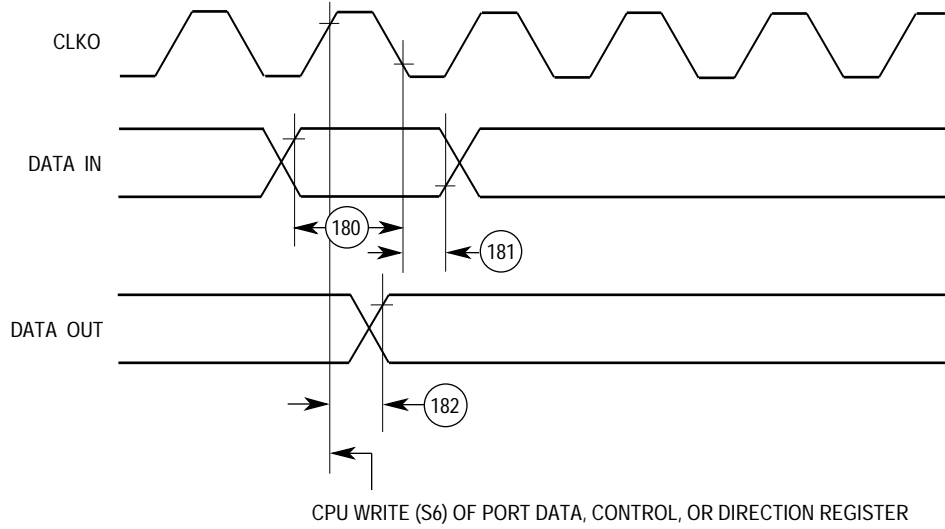 CLKO
DATA IN
180
181
DATA OUT
182
CPU WRITE (S6) OF PORT DATA, CONTROL, OR DIRECTION REGISTER